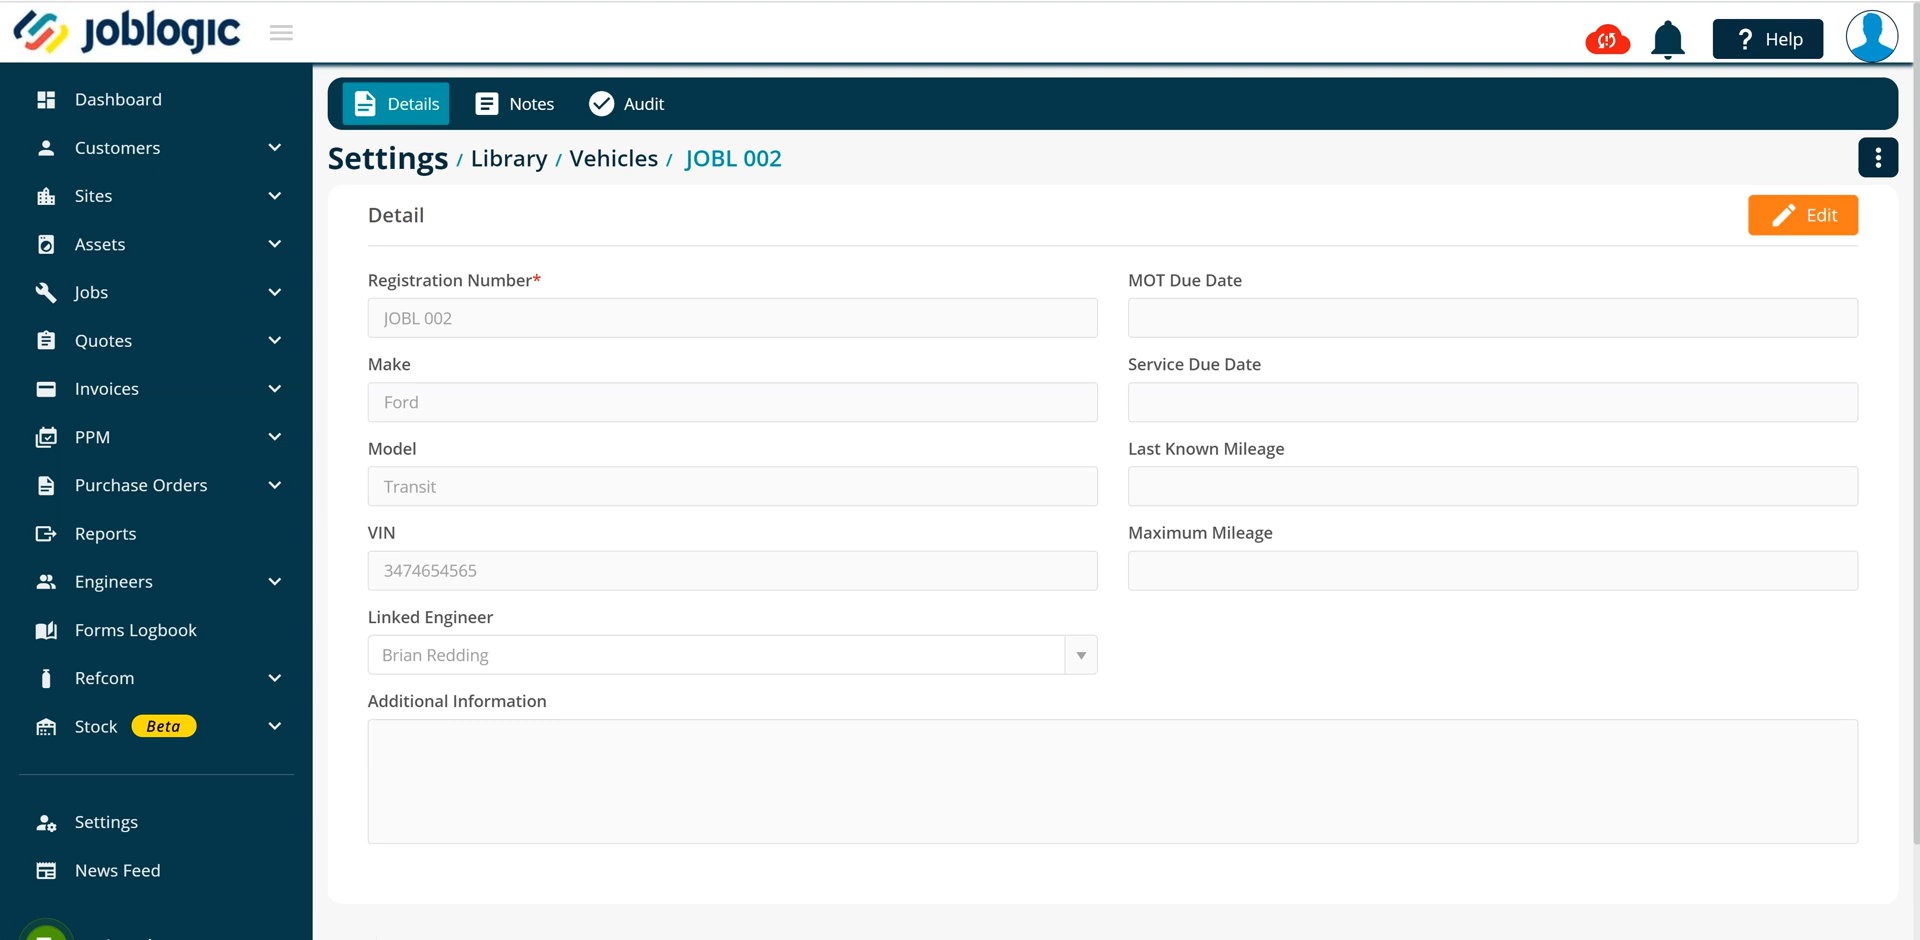 joblogic
? Help
Dashboard
Customers
Sites
Assets
Jobs
Quotes
Invoices
PPM
Purchase Orders
Reports
Engineers
Forms Logbook
Refcom
Stock Beta
Settings
News Feed
Details Notes Audit
Settings / Library / Vehicles / JOBL 002
Detail
Edit
Registration Number*
JOBL 002
Make
Ford
Model
Transit
VIN
3474654565
Linked Engineer
Brian Redding
MOT Due Date
Service Due Date
Last Known Mileage
Maximum Mileage
Additional Information